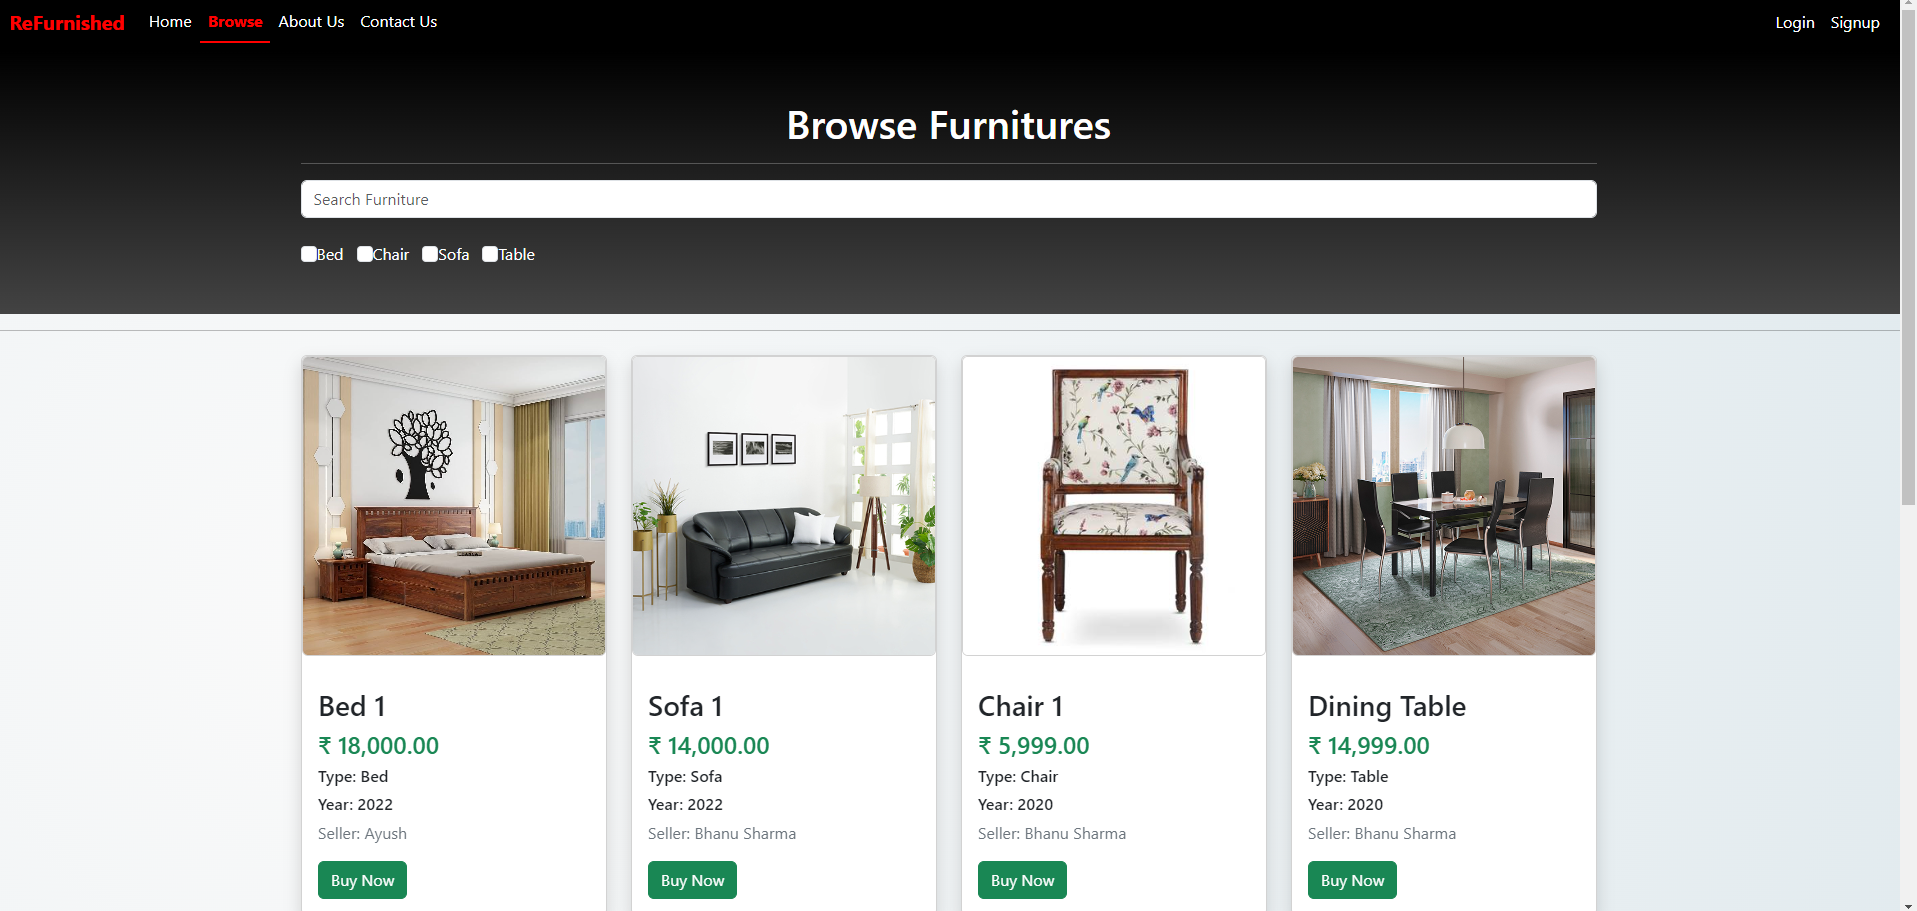 ReFurnished Home Browse About Us Contact Us Login Signup
Browse Furnitures
Search Furniture
Bed Chair Sofa Table
Bed 1
₹ 18,000.00
Type: Bed
Year: 2022
Seller: Ayush
Buy Now
Sofa 1
₹ 14,000.00
Type: Sofa
Year: 2022
Seller: Bhanu Sharma
Buy Now
Chair 1
₹ 5,999.00
Type: Chair
Year: 2020
Seller: Bhanu Sharma
Buy Now
Dining Table
₹ 14,999.00
Type: Table
Year: 2020
Seller: Bhanu Sharma
Buy Now